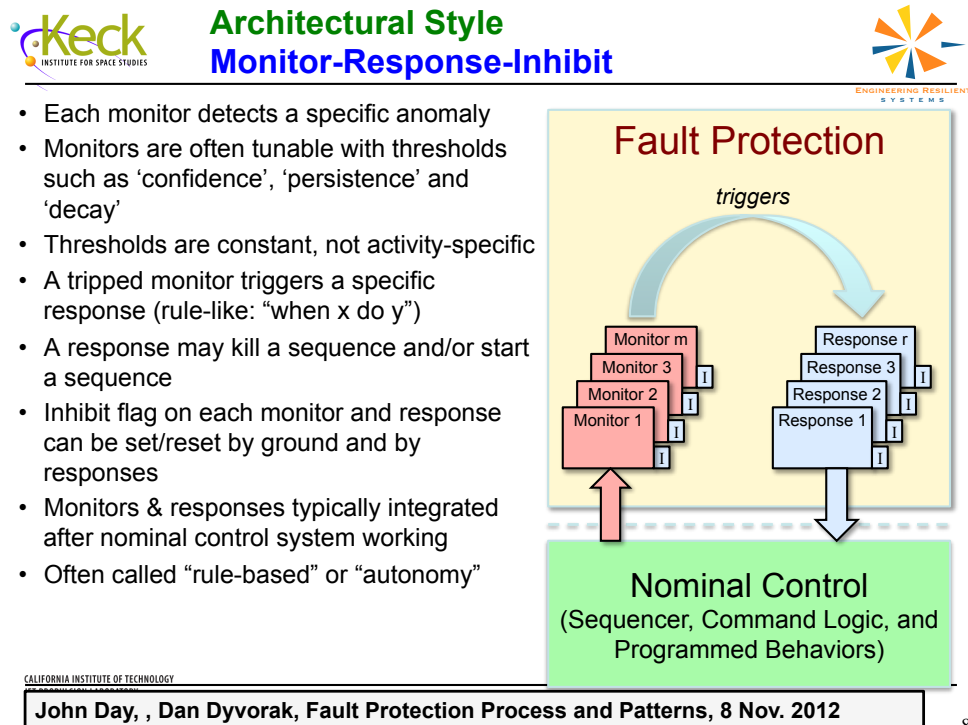 Keck
INSTITUTE FOR SPACE STUDIES
Architectural Style
Monitor-Response-Inhibit
ENGINEERING RESILIENT
SYSTEMS
• Each monitor detects a specific anomaly
• Monitors are often tunable with thresholds
such as ‘confidence’, ‘persistence’ and
‘decay’
• Thresholds are constant, not activity-specific
• A tripped monitor triggers a specific
response (rule-like: “when x do y”)
• A response may kill a sequence and/or start
a sequence
• Inhibit flag on each monitor and response
can be set/reset by ground and by
responses
• Monitors & responses typically integrated
after nominal control system working
• Often called “rule-based” or “autonomy”
Fault Protection
triggers
Monitor m
I
Monitor 3
I
Monitor 2
I
Monitor 1
I
Response r
I
Response 3
I
Response 2
I
Response 1
I
Nominal Control
(Sequencer, Command Logic, and
Programmed Behaviors)
CALIFORNIA INSTITUTE OF TECHNOLOGY
JET PROPULSION LABORATORY
John Day, , Dan Dyvorak, Fault Protection Process and Patterns, 8 Nov. 2012